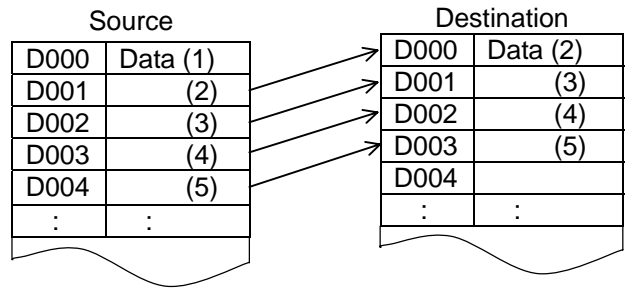 Source Destination
D000 Data (1) D000 Data (2)
D001 (2) D001 (3)
D002 (3) D002 (4)
D003 (4) D003 (5)
D004 (5) D004
: : : :